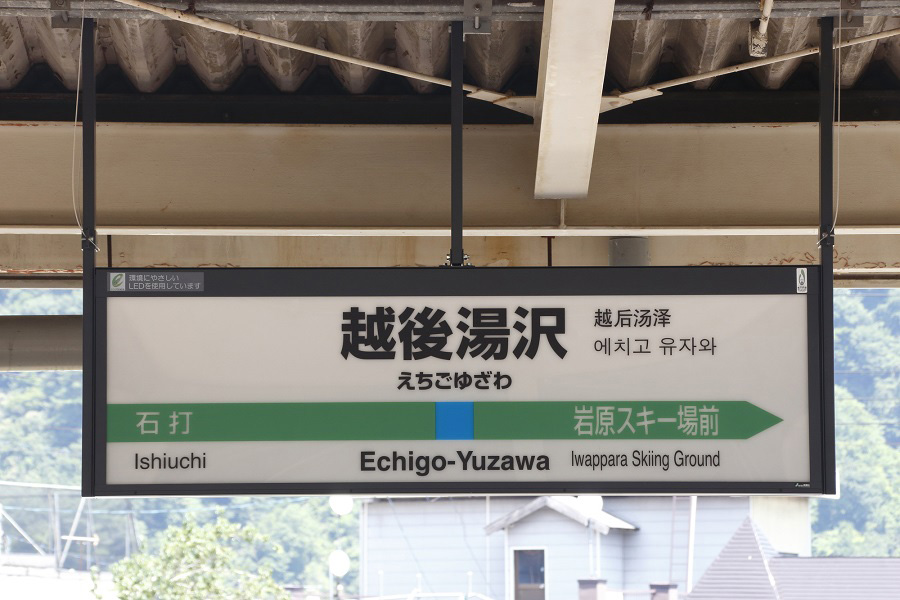 環境にやさしい
LEDを使用しています
越後湯沢
越后汤泽
에치고 유자와
えちごゆざわ
石打
岩原スキー場前
Ishiuchi
Echigo-Yuzawa
Iwappara Skiing Ground